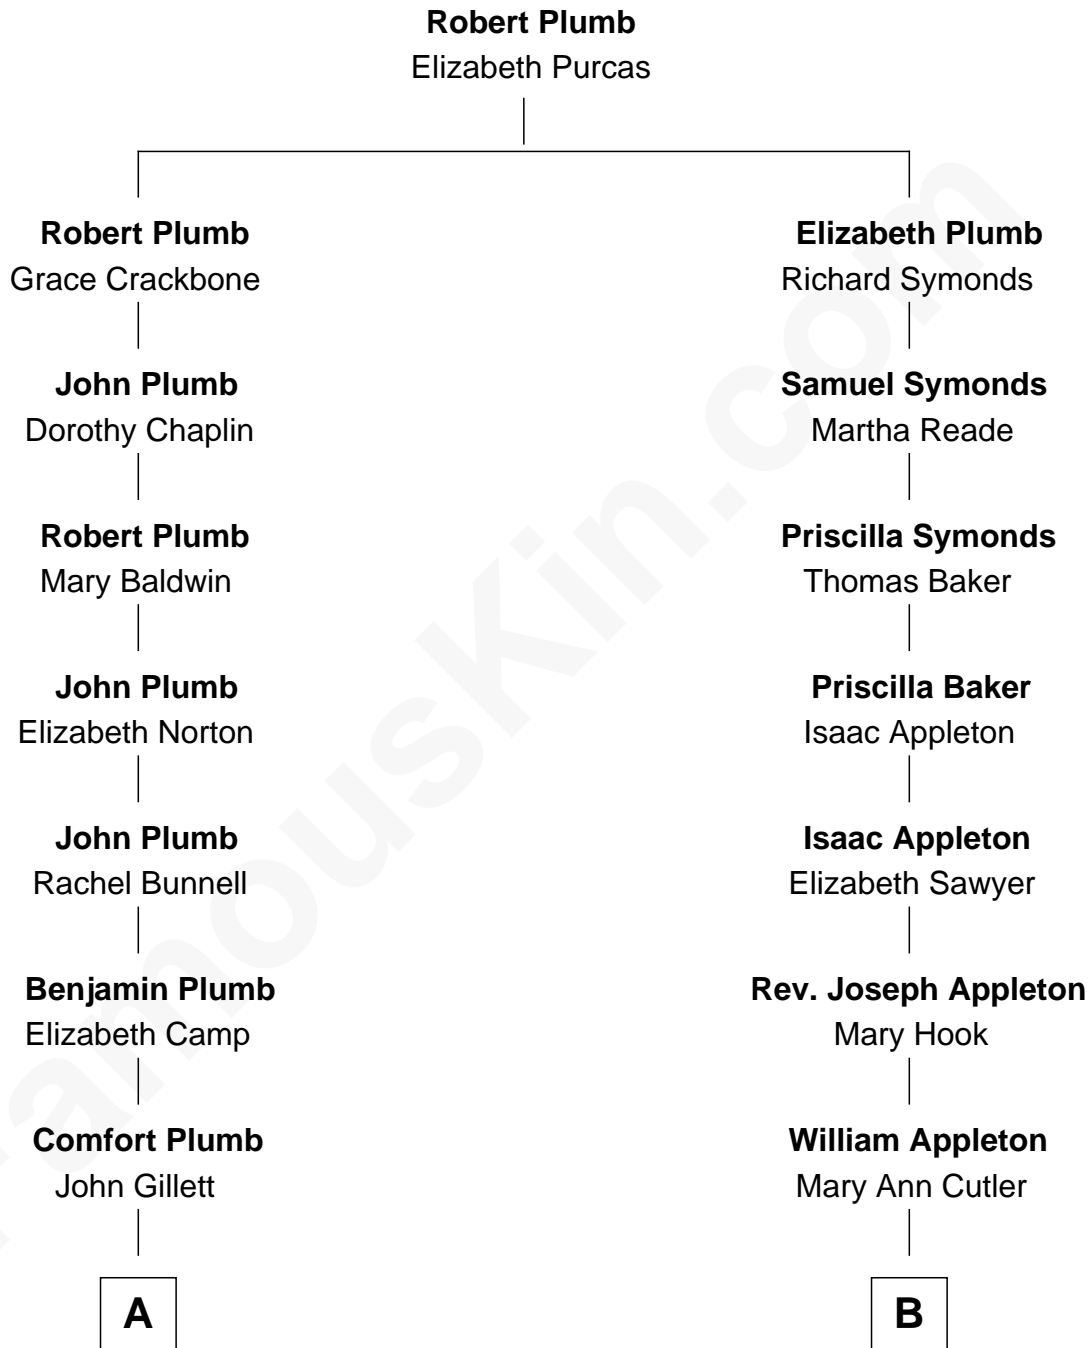 Robert Plumb
Elizabeth Purcas
Robert Plumb
Grace Crackbone
John Plumb
Dorothy Chaplin
Robert Plumb
Mary Baldwin
John Plumb
Elizabeth Norton
John Plumb
Rachel Bunnell
Benjamin Plumb
Elizabeth Camp
Comfort Plumb
John Gillett
A
Elizabeth Plumb
Richard Symonds
Samuel Symonds
Martha Reade
Priscilla Symonds
Thomas Baker
Priscilla Baker
Isaac Appleton
Isaac Appleton
Elizabeth Sawyer
Rev. Joseph Appleton
Mary Hook
William Appleton
Mary Ann Cutler
B
FamousKin.com